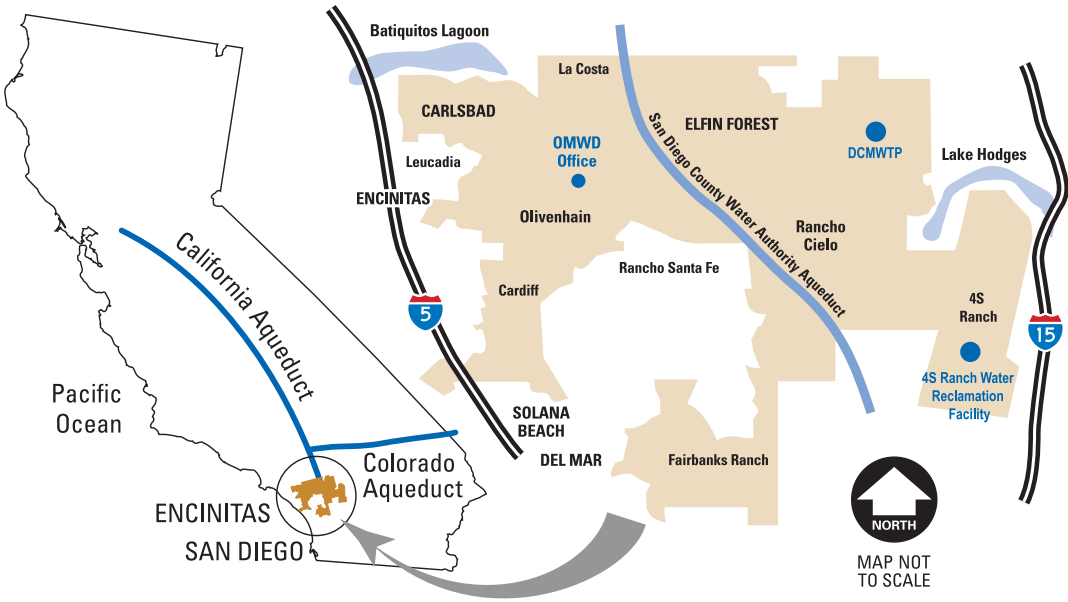 California Aqueduct
Pacific
Ocean
Colorado
Aqueduct
ENCINITAS
SAN DIEGO
Batiquitos Lagoon
La Costa
CARLSBAD
ELFIN FOREST
OMWD
Office
DCMWTP
Lake Hodges
Leucadia
ENCINITAS
Olivenhain
San Diego County Water Authority Aqueduct
Rancho
Cielo
Rancho Santa Fe
Cardiff
5
4S
Ranch
15
4S Ranch Water
Reclamation
Facility
SOLANA
BEACH
DEL MAR
Fairbanks Ranch
NORTH
MAP NOT
TO SCALE